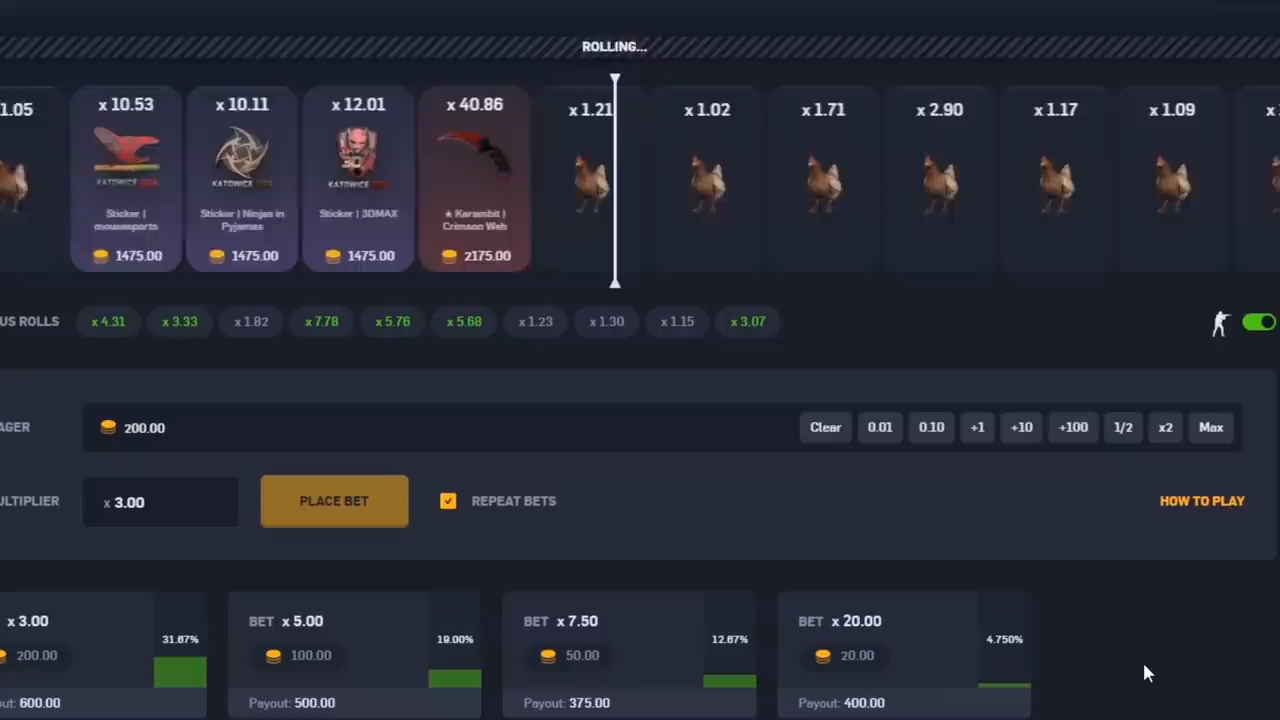 ROLLING...
1.05
x 10.53
x 10.11
x 12.01
x 40.86
x 1.21
x 1.02
x 1.71
x 2.90
x 1.17
x 1.09
x
KATOWICE
KATOWICE
KATOWICE
Sticker |
mousesports
Sticker | Ninjas in
Pyjamas
Sticker | 3DMAX
★ Karambit |
Crimson Web
1475.00
1475.00
1475.00
2175.00
US ROLLS
x 4.31
x 3.33
x 1.82
x 7.78
x 5.76
x 5.68
x 1.23
x 1.30
x 1.15
x 3.07
AGER
200.00
Clear
0.01
0.10
+1
+10
+100
1/2
x2
Max
ULTIPLIER
x 3.00
PLACE BET
REPEAT BETS
HOW TO PLAY
x 3.00
31.67%
200.00
out: 600.00
BET x 5.00
19.00%
100.00
Payout: 500.00
BET x 7.50
12.67%
50.00
Payout: 375.00
BET x 20.00
4.750%
20.00
Payout: 400.00